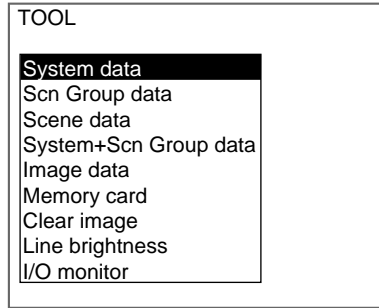 TOOL
System data
Scn Group data
Scene data
System+Scn Group data
Image data
Memory card
Clear image
Line brightness
I/O monitor